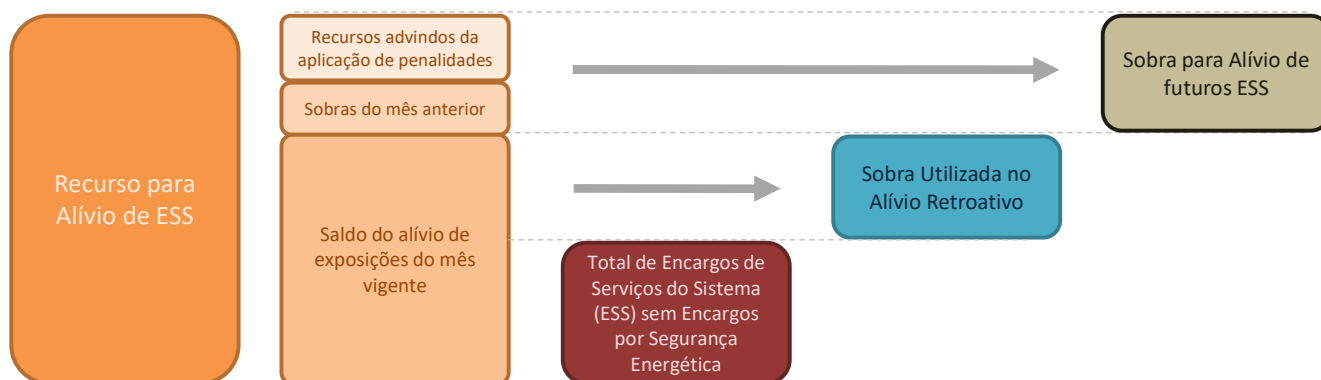 Recurso para
Alívio de ESS
Recursos advindos da
aplicação de penalidades
Sobras do mês anterior
Saldo do alívio de
exposições do mês
vigente
Total de Encargos de
Serviços do Sistema
(ESS) sem Encargos
por Segurança
Energética
Sobra Utilizada no
Alívio Retroativo
Sobra para Alívio de
futuros ESS